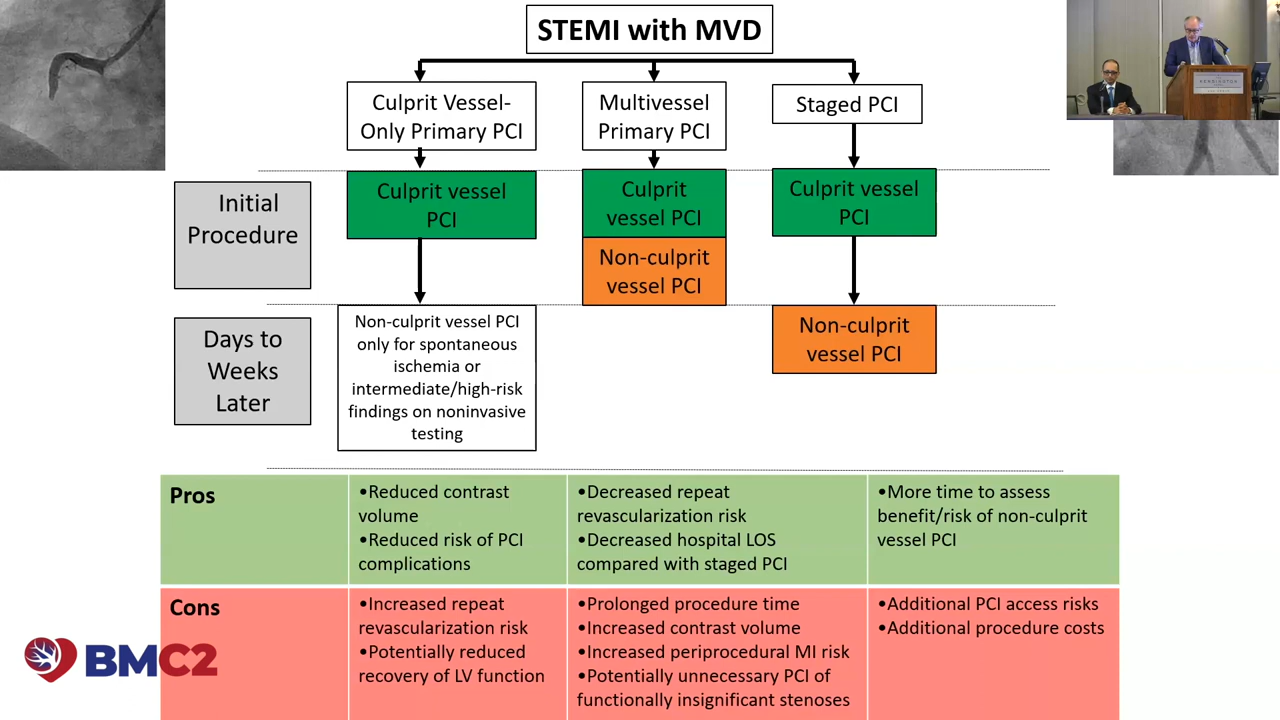 STEMI with MVD
Culprit Vessel-
Only Primary PCI
Multivessel
Primary PCI
Staged PCI
Initial
Procedure
Culprit vessel
PCI
Culprit
vessel PCI
Non-culprit
vessel PCI
Culprit vessel
PCI
Days to
Weeks
Later
Non-culprit vessel PCI
only for spontaneous
ischemia or
intermediate/high-risk
findings on noninvasive
testing
Non-culprit
vessel PCI
Pros
•Reduced contrast
volume
•Reduced risk of PCI
complications
•Decreased repeat
revascularization risk
•Decreased hospital LOS
compared with staged PCI
•More time to assess
benefit/risk of non-culprit
vessel PCI
Cons
•Increased repeat
revascularization risk
•Potentially reduced
recovery of LV function
•Prolonged procedure time
•Increased contrast volume
•Increased periprocedural MI risk
•Potentially unnecessary PCI of
functionally insignificant stenoses
•Additional PCI access risks
•Additional procedure costs
BMC2